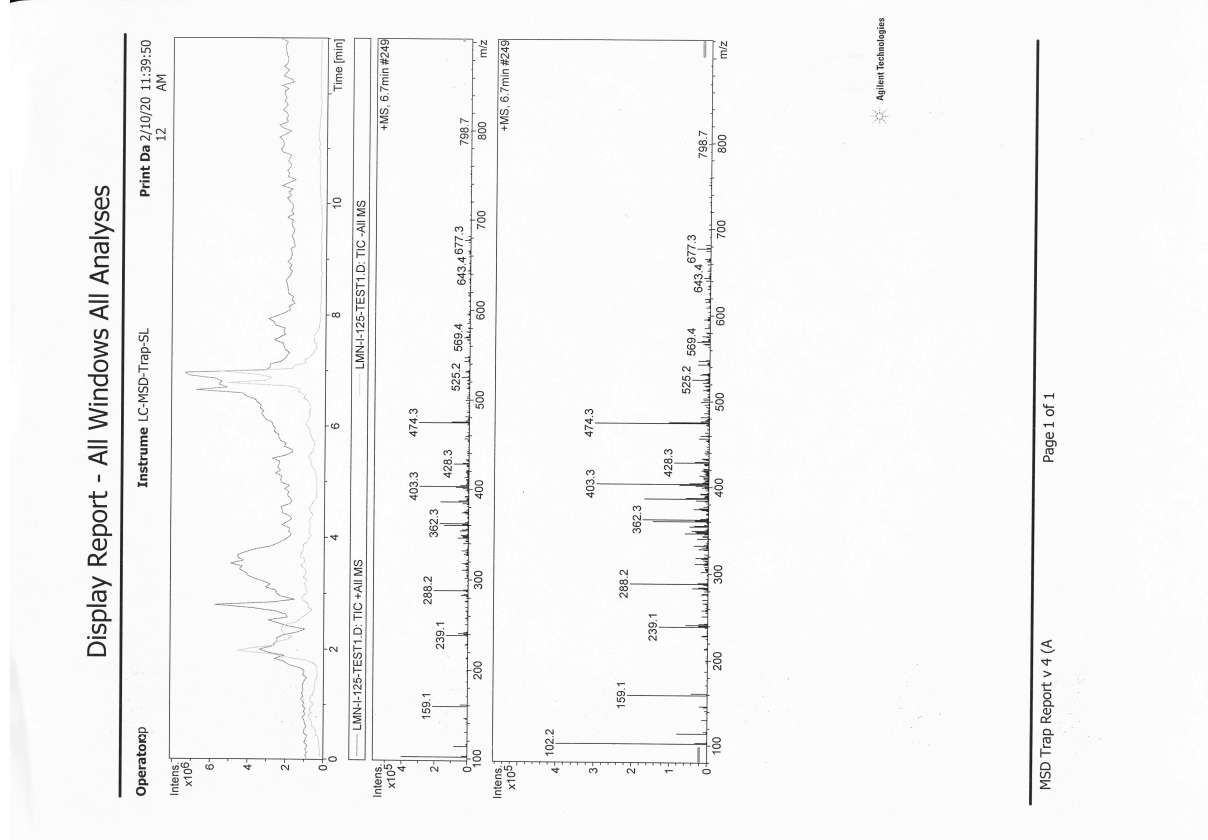 Display Report - All Windows All Analyses
Operator:op Instrume LC-MSD-Trap-SL Print Da 2/10/20 11:39:50
12 AM
Intens.
x10⁶
6
4
2
0
0 2 4 6 8 10 Time [min]
LMN-I-125-TEST1.D: TIC +All MS LMN-I-125-TEST1.D: TIC -All MS
Intens.
x10⁵
+MS, 6.7min #249
4
2
0
159.1 239.1 288.2 362.3 403.3 428.3 474.3 525.2 569.4 643.4 677.3 798.7
100 200 300 400 500 600 700 800 m/z
Intens.
x10⁵
+MS, 6.7min #249
4
3
2
1
0
102.2 159.1 239.1 288.2 362.3 403.3 428.3 474.3 525.2 569.4 643.4 677.3 798.7
100 200 300 400 500 600 700 800 m/z
Agilent Technologies
MSD Trap Report v 4 (A Page 1 of 1